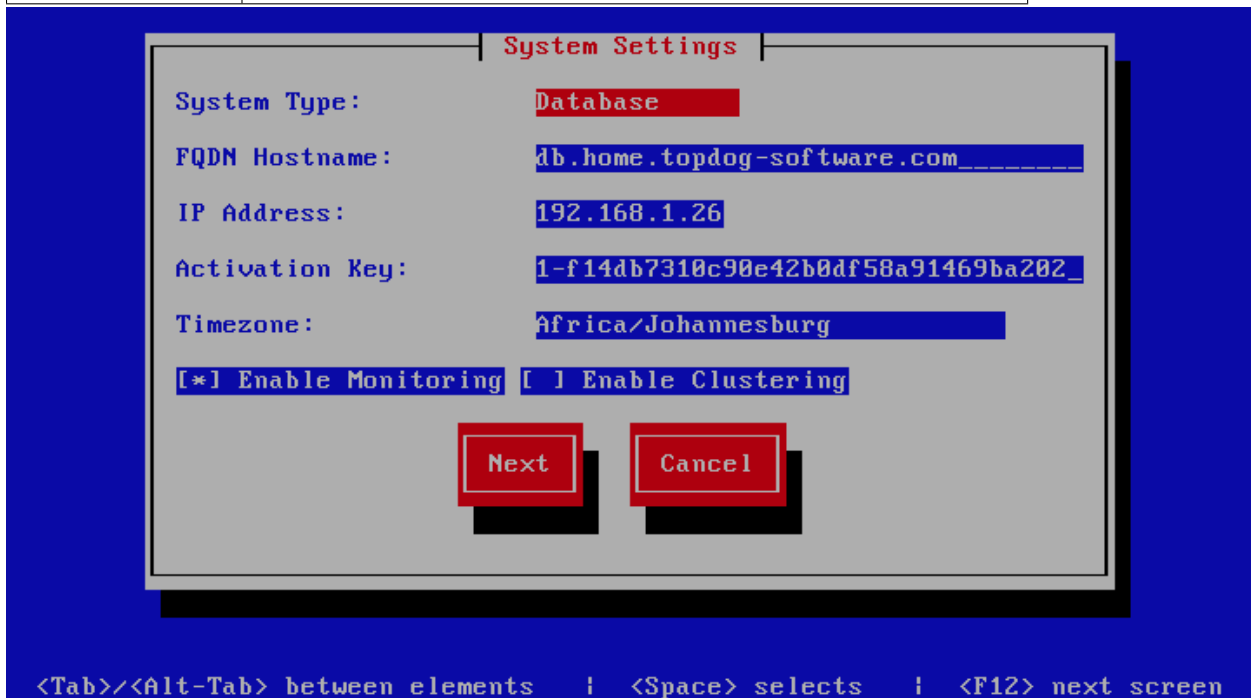 System Settings
System Type: Database
FQDN Hostname: db.home.topdog-software.com________
IP Address: 192.168.1.26
Activation Key: 1-f14db7310c90e42b0df58a91469ba202_
Timezone: Africa/Johannesburg
[*] Enable Monitoring [ ] Enable Clustering
Next Cancel
<Tab>/<Alt-Tab> between elements | <Space> selects | <F12> next screen